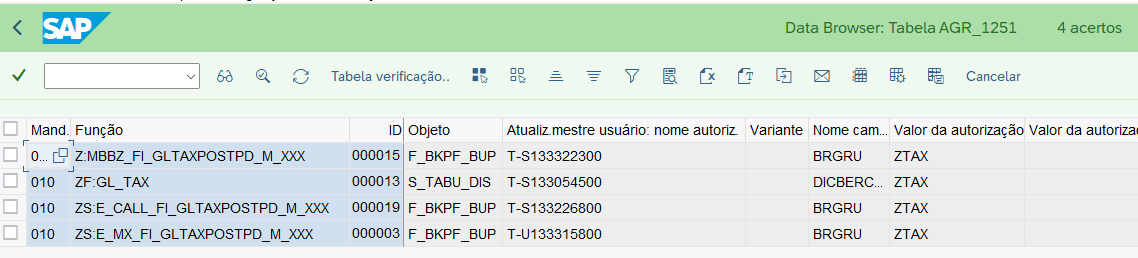 SAP Data Browser: Tabela AGR_1251 4 acertos
Tabela verificação.. Cancelar
Mand. Função ID Objeto Atualiz.mestre usuário: nome autoriz. Variante Nome cam... Valor da autorização Valor da autoriza
0... Z:MBBZ_FI_GLTAXPOSTPD_M_XXX 000015 F_BKPF_BUP T-S133322300 BRGRU ZTAX
010 ZF:GL_TAX 000013 S_TABU_DIS T-S133054500 DICBERC... ZTAX
010 ZS:E_CALL_FI_GLTAXPOSTPD_M_XXX 000019 F_BKPF_BUP T-S133226800 BRGRU ZTAX
010 ZS:E_MX_FI_GLTAXPOSTPD_M_XXX 000003 F_BKPF_BUP T-U133315800 BRGRU ZTAX